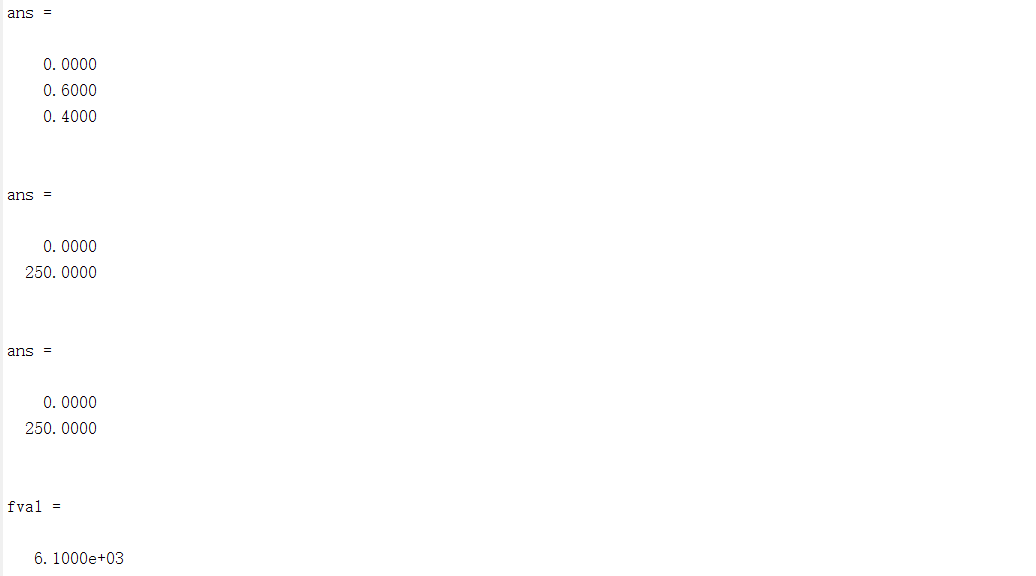 ans =
0.0000
0.6000
0.4000
ans =
0.0000
250.0000
ans =
0.0000
250.0000
fval =
6.1000e+03